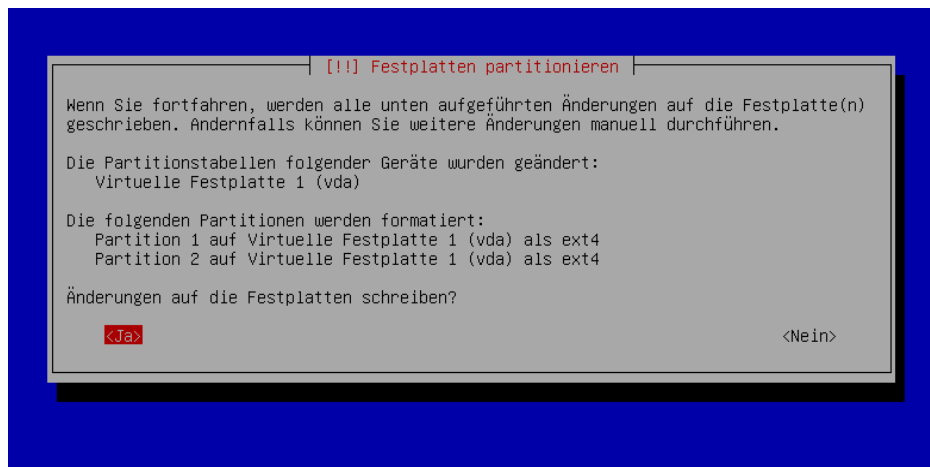 [!!] Festplatten partitionieren
Wenn Sie fortfahren, werden alle unten aufgeführten Änderungen auf die Festplatte(n)
geschrieben. Andernfalls können Sie weitere Änderungen manuell durchführen.
Die Partitionstabellen folgender Geräte wurden geändert:
Virtuelle Festplatte 1 (vda)
Die folgenden Partitionen werden formatiert:
Partition 1 auf Virtuelle Festplatte 1 (vda) als ext4
Partition 2 auf Virtuelle Festplatte 1 (vda) als ext4
Änderungen auf die Festplatten schreiben?
<Ja> <Nein>